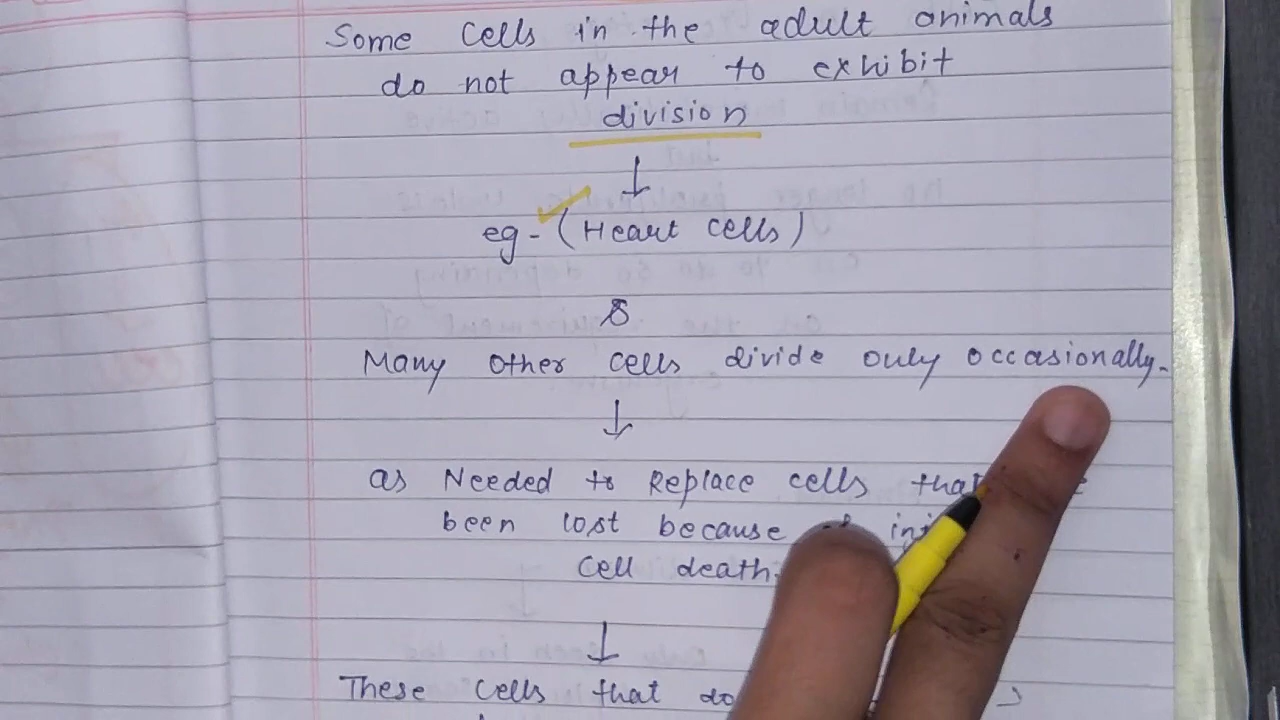 Some cells in the adult animals
do not appear to exhibit
division
↓
eg - (Heart cells)
&
Many other cells divide only occasionally.
↓
as Needed to Replace cells that
been lost because
cell death.
↓
These cells that do